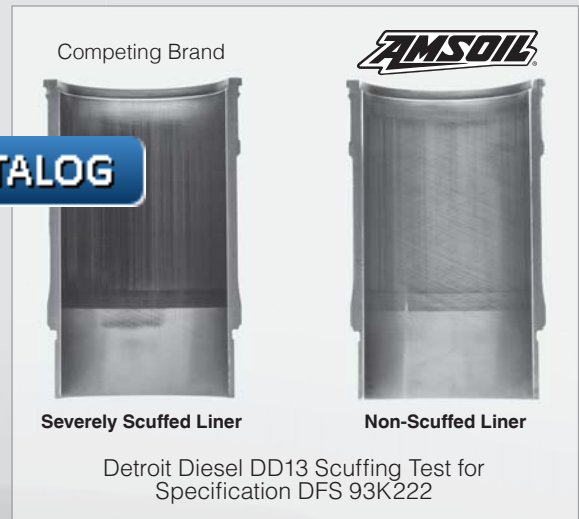 Competing Brand
AMSOIL
TALOG
Severely Scuffed Liner
Non-Scuffed Liner
Detroit Diesel DD13 Scuffing Test for
Specification DFS 93K222